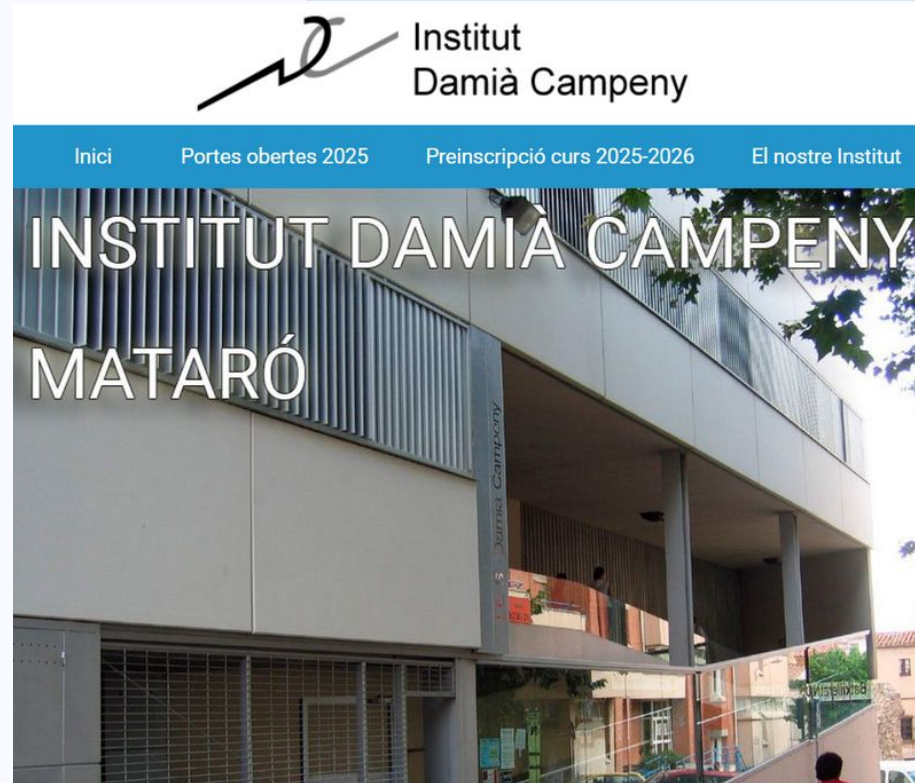 Institut
Damià Campeny
Inici Portes obertes 2025 Preinscripció curs 2025-2026 El nostre Institut
INSTITUT DAMIÀ CAMPENY
MATARÓ
Damià Campeny
Batxillerat